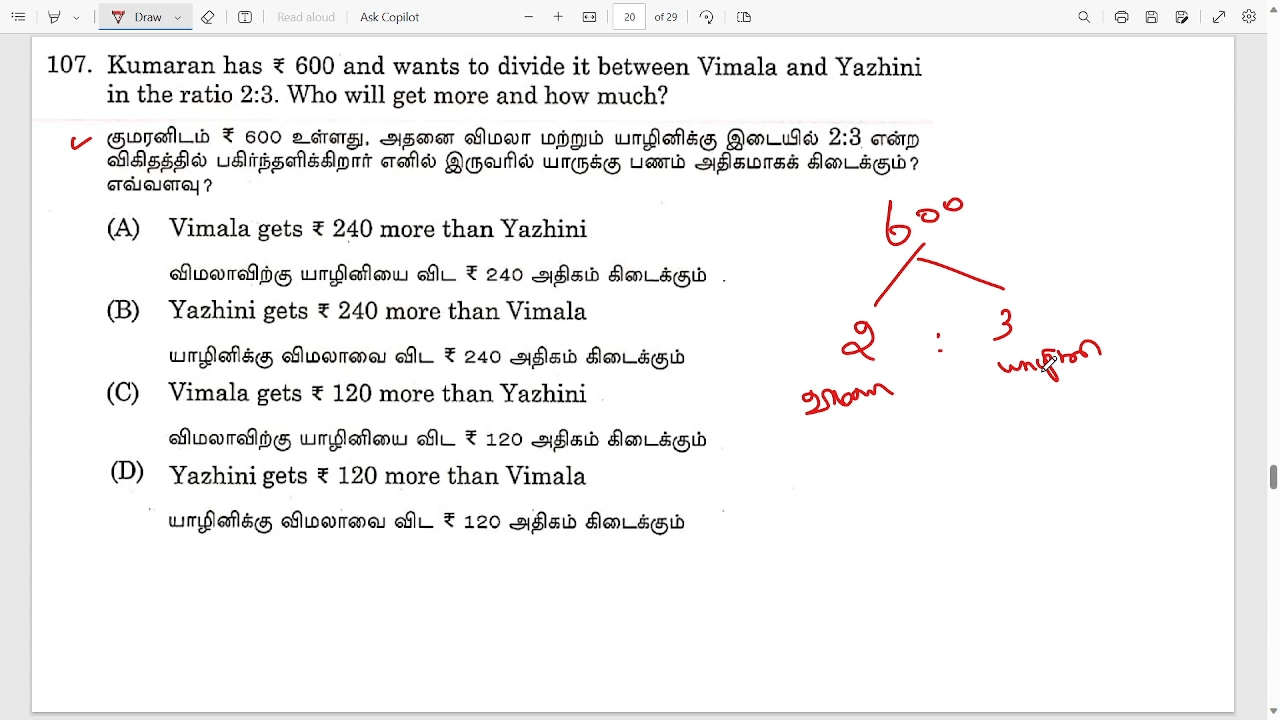 Draw
Read aloud
Ask Copilot
20
of 29
107. Kumaran has ₹ 600 and wants to divide it between Vimala and Yazhini
in the ratio 2:3. Who will get more and how much?
குமரனிடம் ₹ 600 உள்ளது, அதனை விமலா மற்றும் யாழினிக்கு இடையில் 2:3 என்ற
விகிதத்தில் பகிர்ந்தளிக்கிறார் எனில் இருவரில் யாருக்கு பணம் அதிகமாகக் கிடைக்கும்?
எவ்வளவு?
(A) Vimala gets ₹ 240 more than Yazhini
விமலாவிற்கு யாழினியை விட ₹ 240 அதிகம் கிடைக்கும்
(B) Yazhini gets ₹ 240 more than Vimala
யாழினிக்கு விமலாவை விட ₹ 240 அதிகம் கிடைக்கும்
(C) Vimala gets ₹ 120 more than Yazhini
விமலாவிற்கு யாழினியை விட ₹ 120 அதிகம் கிடைக்கும்
(D) Yazhini gets ₹ 120 more than Vimala
யாழினிக்கு விமலாவை விட ₹ 120 அதிகம் கிடைக்கும்
600
2 : 3